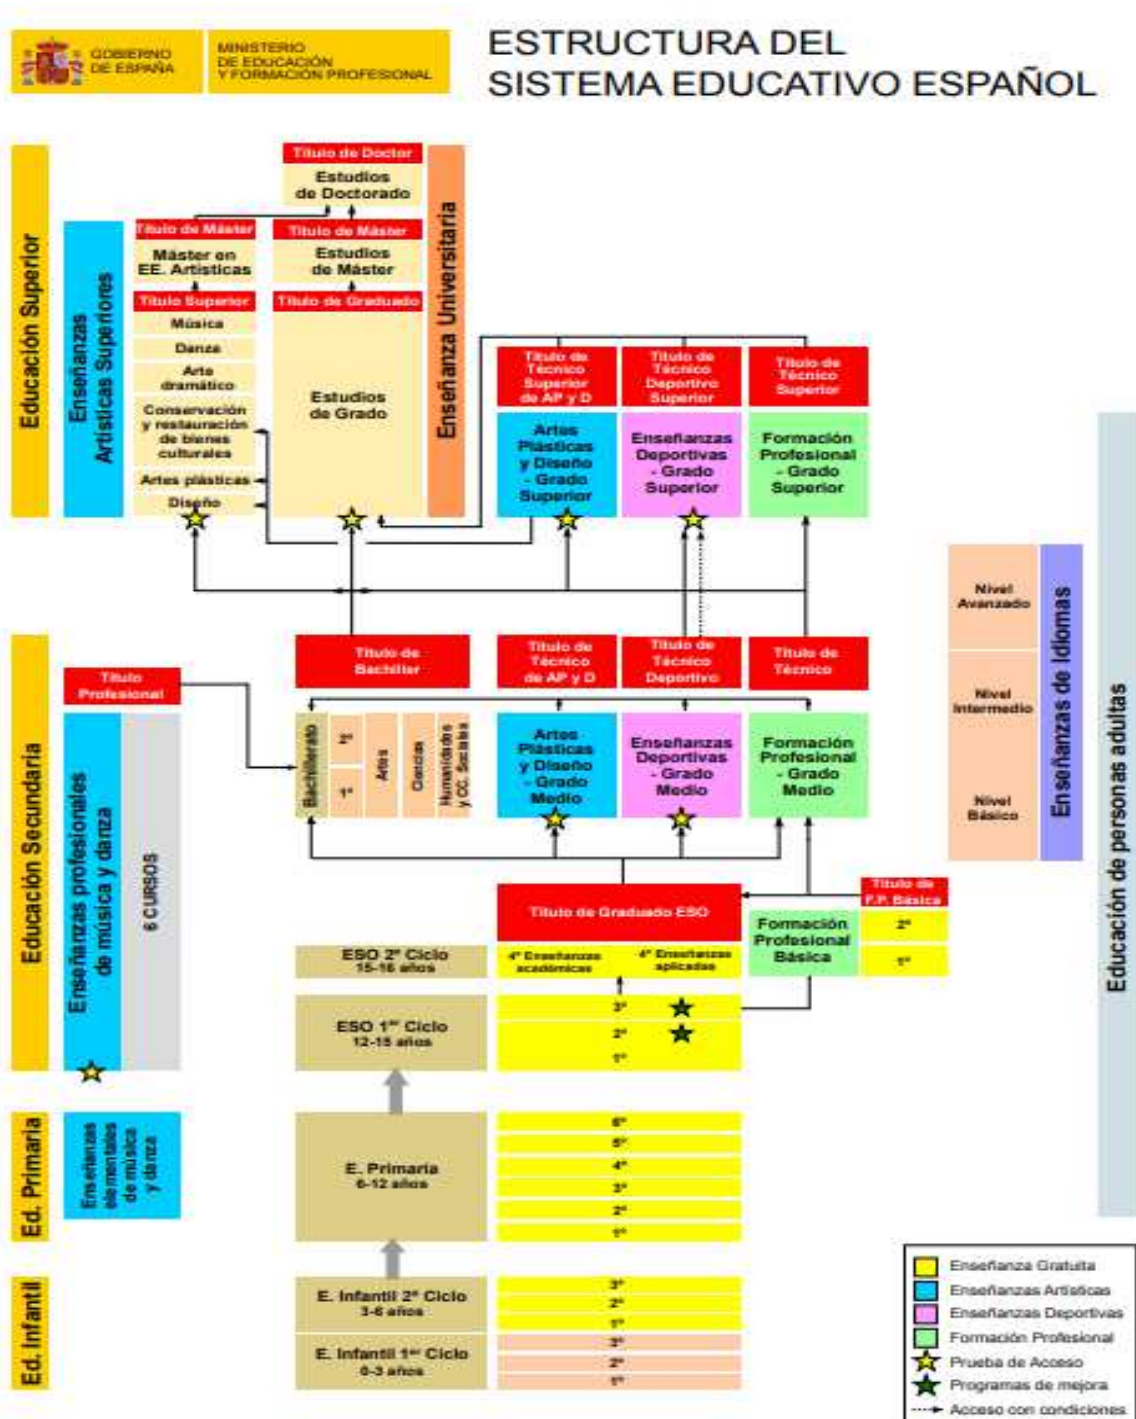 GOBIERNO
DE ESPAÑA
MINISTERIO
DE EDUCACIÓN
Y FORMACIÓN PROFESIONAL
ESTRUCTURA DEL
SISTEMA EDUCATIVO ESPAÑOL
Educación Superior
Enseñanzas
Artísticas Superiores
Título de Doctor
Estudios
de Doctorado
Título de Máster
Máster en
EE. Artísticas
Título Superior
Música
Danza
Arte
dramático
Conservación
y restauración
de bienes
culturales
Artes plásticas
Diseño
Título de Máster
Estudios
de Máster
Título de Graduado
Estudios
de Grado
Enseñanza Universitaria
Título de
Técnico
Superior
de AP y D
Artes
Plásticas
y Diseño
- Grado
Superior
Título de
Técnico
Deportivo
Superior
Enseñanzas
Deportivas
- Grado
Superior
Título de
Técnico
Superior
Formación
Profesional
- Grado
Superior
Educación Secundaria
Título
Profesional
Enseñanzas profesionales
de música y danza
6 CURSOS
Título de
Bachiller
Bachillerato
2º
1º
Artes
Ciencias
Humanidades
y CC. Sociales
Título de
Técnico
de AP y D
Artes
Plásticas
y Diseño
- Grado
Medio
Título de
Técnico
Deportivo
Enseñanzas
Deportivas
- Grado
Medio
Título de
Técnico
Formación
Profesional
- Grado
Medio
Título de Graduado ESO
Título de
F.P. Básica
Formación
Profesional
Básica
2º
1º
ESO 2º Ciclo
15-16 años
4º Enseñanzas
académicas
4º Enseñanzas
aplicadas
ESO 1er Ciclo
12-15 años
3º
2º
1º
Ed. Primaria
Enseñanzas
elementales
de música
y danza
E. Primaria
6-12 años
6º
5º
4º
3º
2º
1º
Ed. Infantil
E. Infantil 2º Ciclo
3-6 años
3º
2º
1º
E. Infantil 1er Ciclo
0-3 años
3º
2º
1º
Nivel
Avanzado
Nivel
Intermedio
Nivel
Básico
Enseñanzas de Idiomas
Educación de personas adultas
Enseñanza Gratuita
Enseñanzas Artísticas
Enseñanzas Deportivas
Formación Profesional
Prueba de Acceso
Programas de mejora
Acceso con condiciones